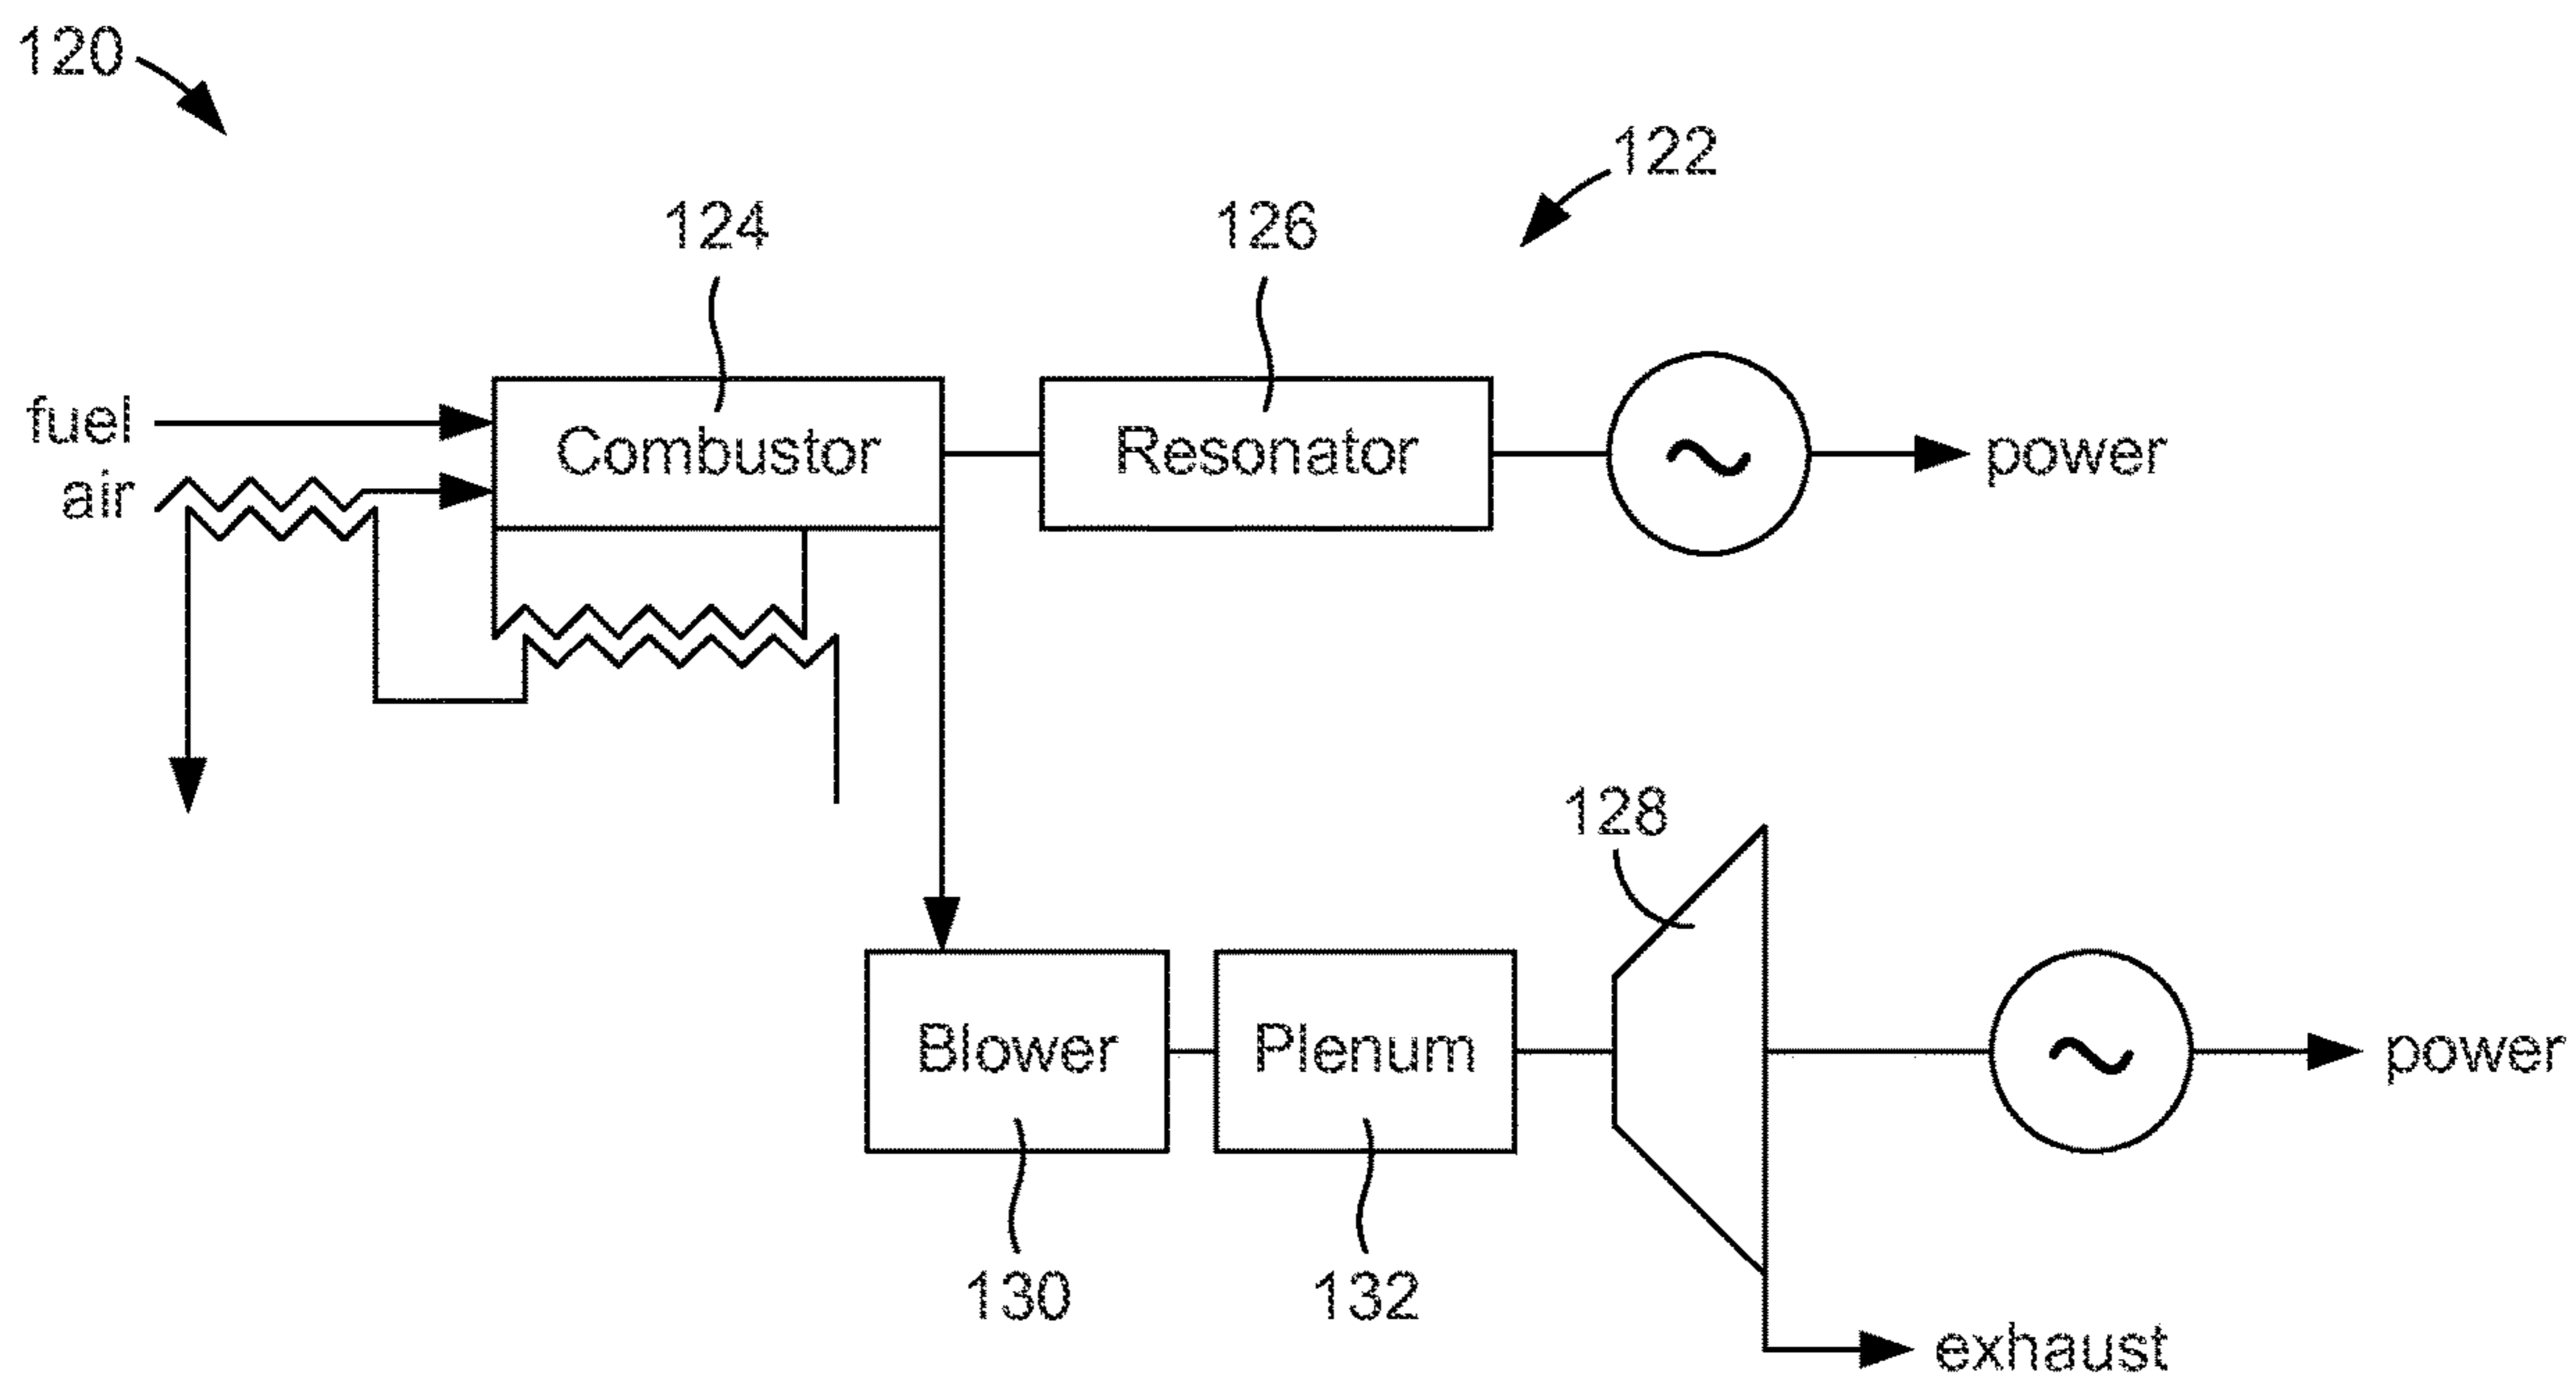 120
122
124
126
fuel
Combustor
Resonator
power
air
128
Blower
Plenum
power
130
132
exhaust